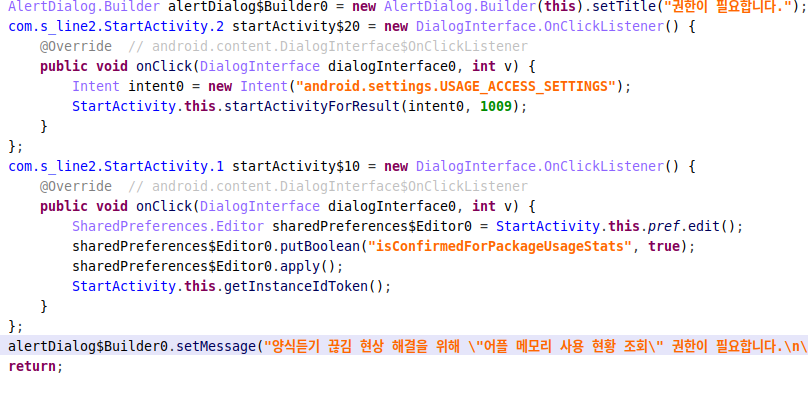 AlertDialog.Builder alertDialog$Builder0 = new AlertDialog.Builder(this).setTitle("권한이 필요합니다.");
com.s_line2.StartActivity.2 startActivity$20 = new DialogInterface.OnClickListener() {
    @Override  // android.content.DialogInterface$OnClickListener
    public void onClick(DialogInterface dialogInterface0, int v) {
        Intent intent0 = new Intent("android.settings.USAGE_ACCESS_SETTINGS");
        StartActivity.this.startActivityForResult(intent0, 1009);
    }
};
com.s_line2.StartActivity.1 startActivity$10 = new DialogInterface.OnClickListener() {
    @Override  // android.content.DialogInterface$OnClickListener
    public void onClick(DialogInterface dialogInterface0, int v) {
        SharedPreferences.Editor sharedPreferences$Editor0 = StartActivity.this.pref.edit();
        sharedPreferences$Editor0.putBoolean("isConfirmedForPackageUsageStats", true);
        sharedPreferences$Editor0.apply();
        StartActivity.this.getInstanceIdToken();
    }
};
alertDialog$Builder0.setMessage("양식듣기 끊김 현상 해결을 위해 \"어플 메모리 사용 현황 조회\" 권한이 필요합니다.\n\
return;